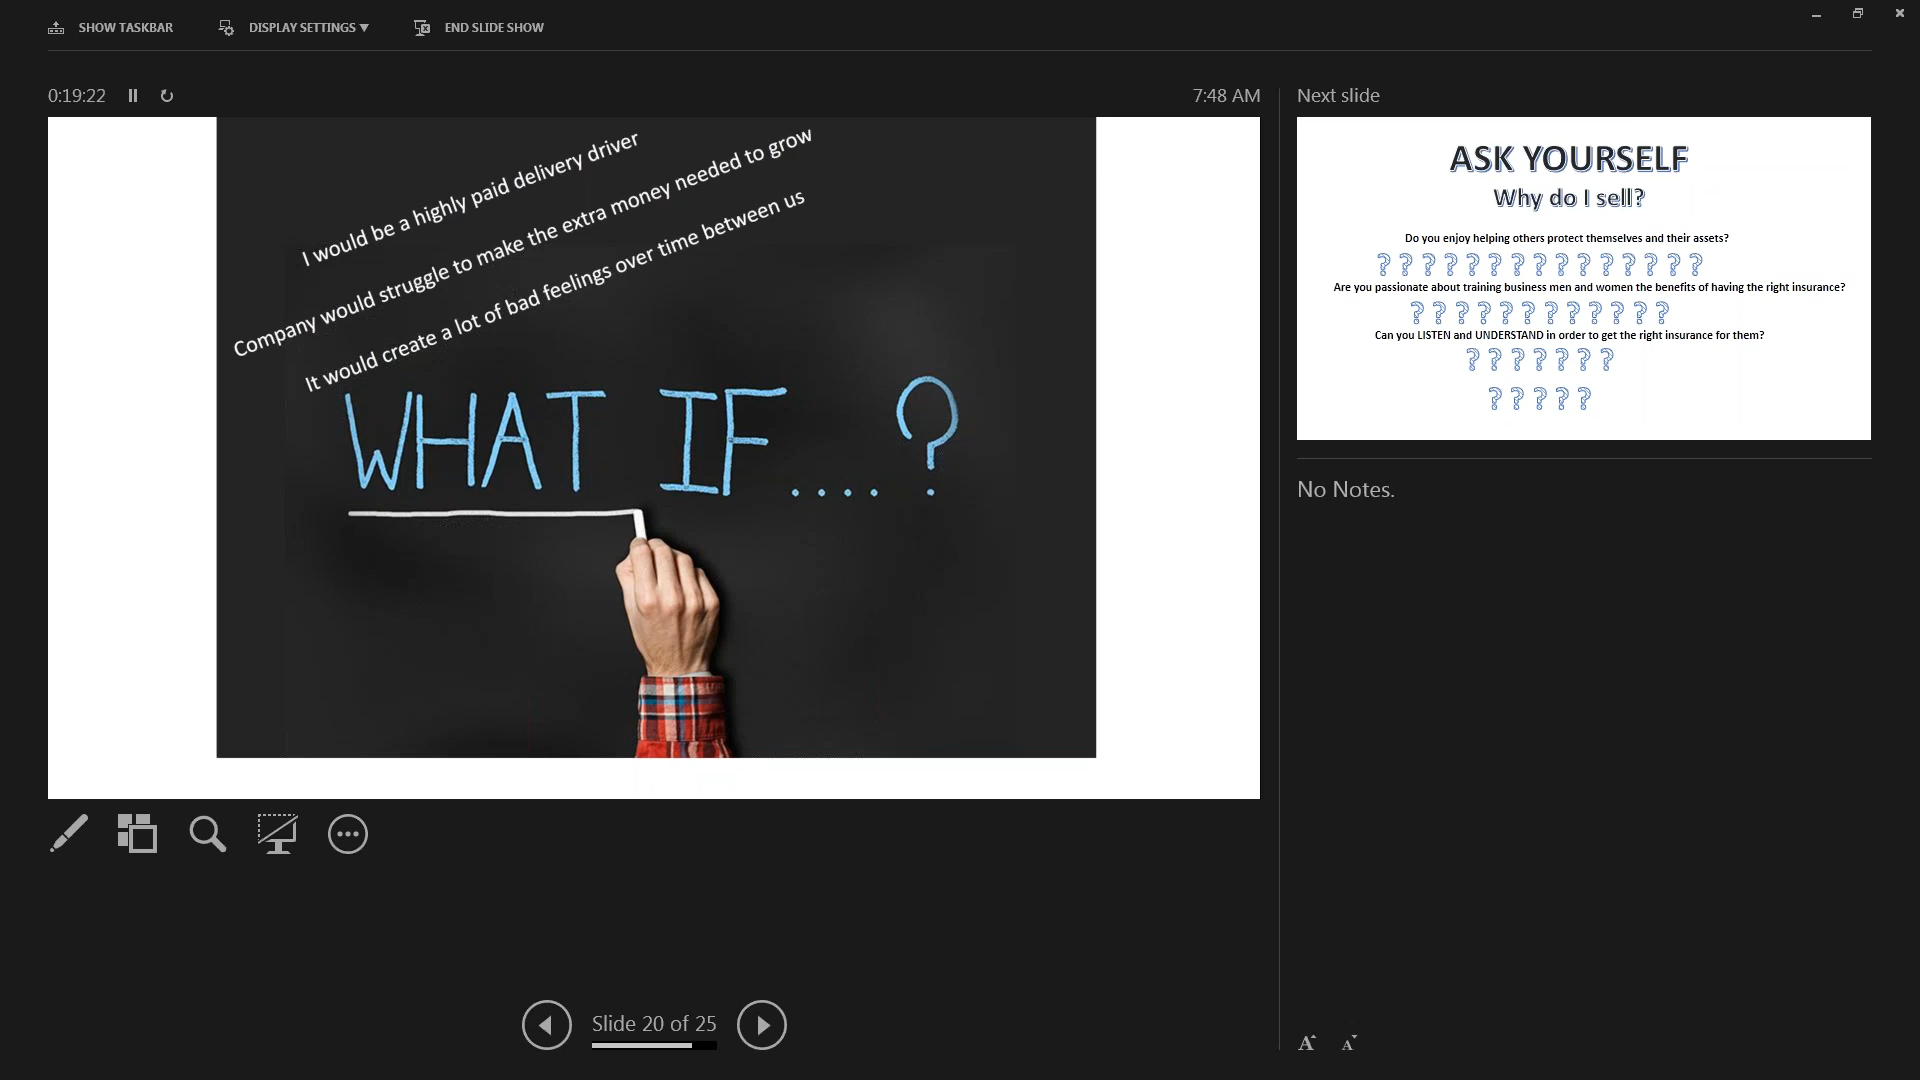 SHOW TASKBAR
DISPLAY SETTINGS ▼
END SLIDE SHOW
0:19:22
7:48 AM
I would be a highly paid delivery driver
Company would struggle to make the extra money needed to grow
It would create a lot of bad feelings over time between us
WHAT IF .... ?
Slide 20 of 25
Next slide
ASK YOURSELF
Why do I sell?
Do you enjoy helping others protect themselves and their assets?
? ? ? ? ? ? ? ? ? ? ? ? ? ? ?
Are you passionate about training business men and women the benefits of having the right insurance?
? ? ? ? ? ? ? ? ? ? ? ?
Can you LISTEN and UNDERSTAND in order to get the right insurance for them?
? ? ? ? ? ? ?
? ? ? ? ?
No Notes.
A A